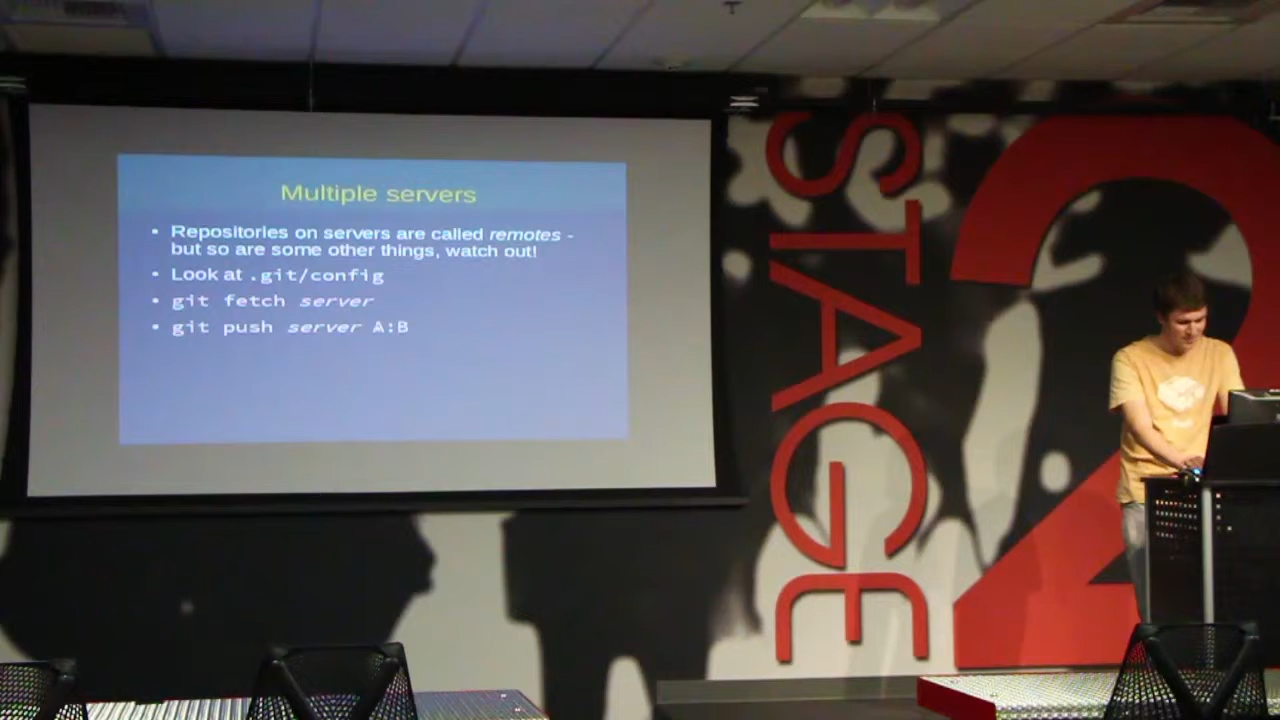 Multiple servers
• Repositories on servers are called remotes -
but so are some other things, watch out!
• Look at .git/config
• git fetch server
• git push server A:B
STAGE
2